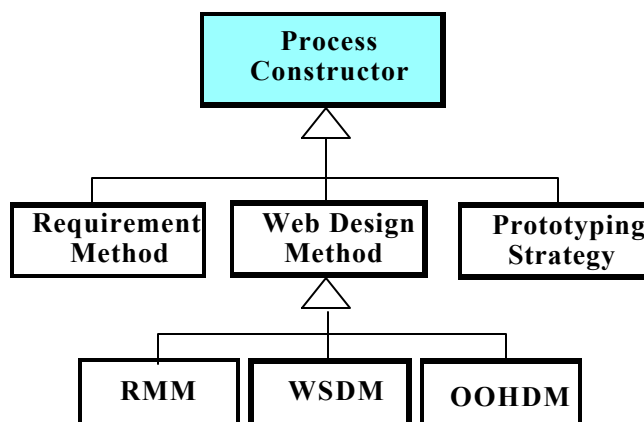 Process
Constructor
Requirement
Method
Web Design
Method
Prototyping
Strategy
RMM
WSDM
OOHDM